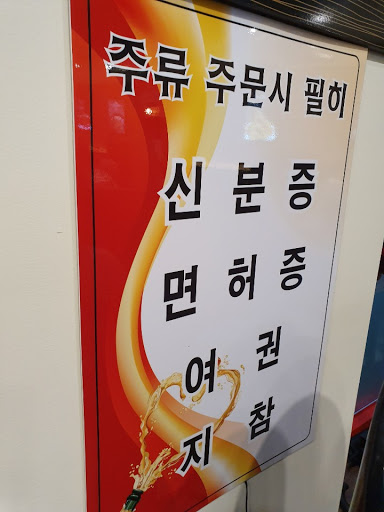 주류 주문시 필히
신분증
면허증
여권
지참